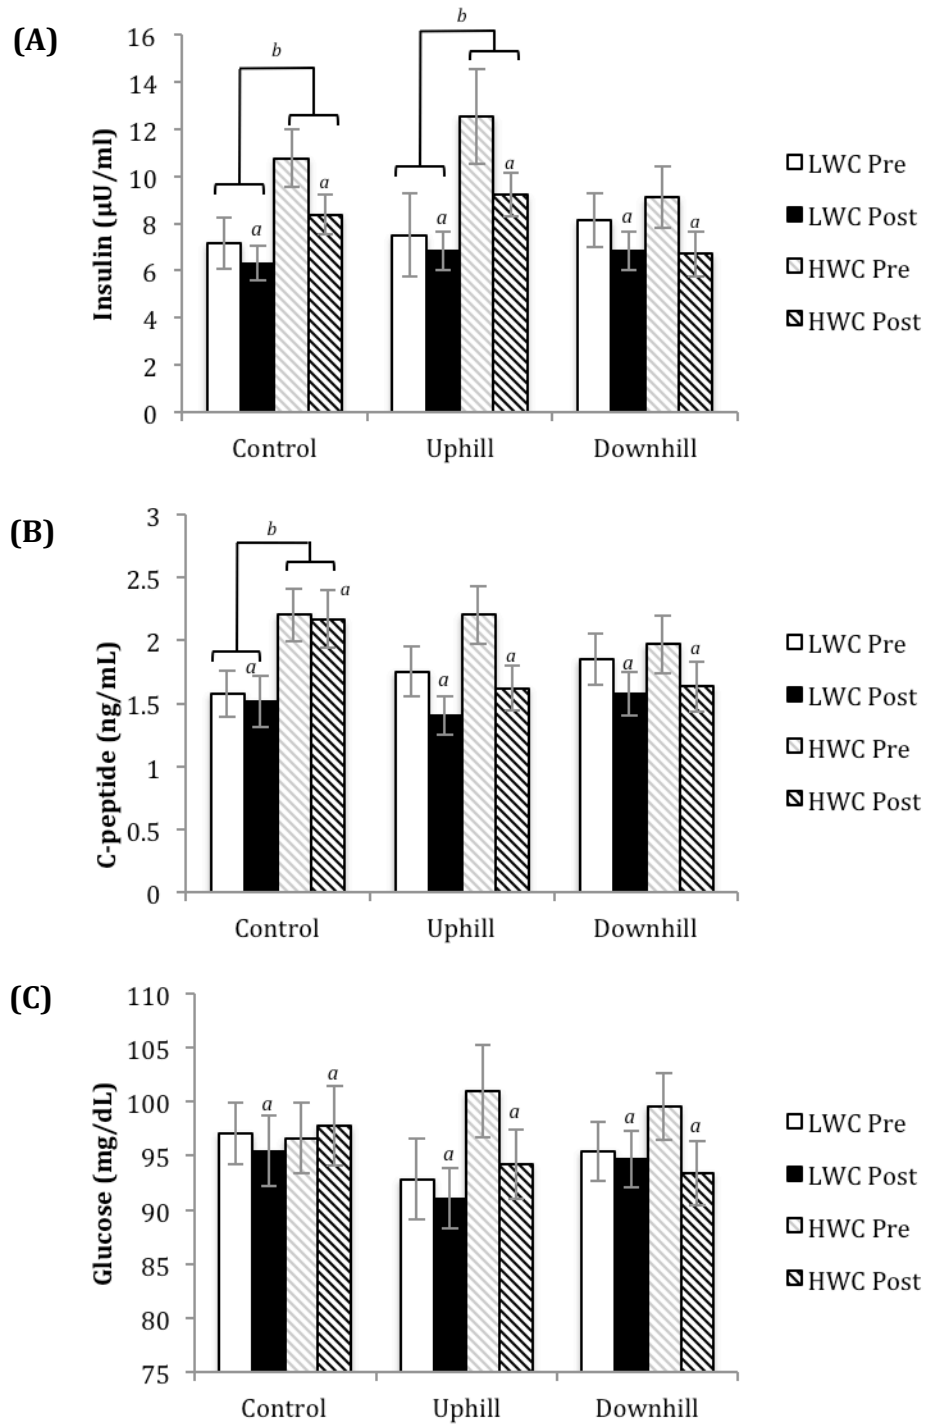 (A)
Insulin (µU/ml)
16
14
12
10
8
6
4
2
0
b
b
a
a
a
a
a
a
Control Uphill Downhill
LWC Pre
LWC Post
HWC Pre
HWC Post
(B)
C-peptide (ng/mL)
3
2.5
2
1.5
1
0.5
0
b
a
a
a
a
a
a
Control Uphill Downhill
LWC Pre
LWC Post
HWC Pre
HWC Post
(C)
Glucose (mg/dL)
110
105
100
95
90
85
80
75
a
a
a
a
a
a
Control Uphill Downhill
LWC Pre
LWC Post
HWC Pre
HWC Post